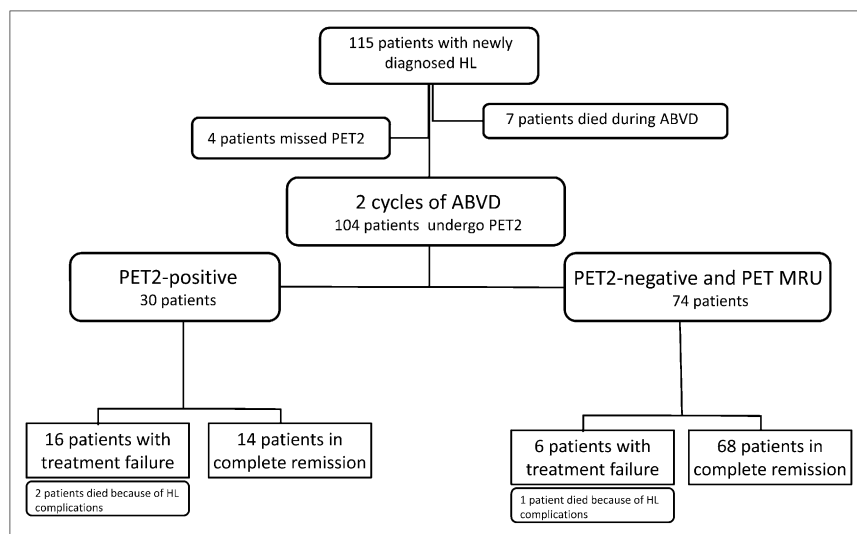 115 patients with newly
diagnosed HL
4 patients missed PET2
7 patients died during ABVD
2 cycles of ABVD
104 patients undergo PET2
PET2-positive
30 patients
PET2-negative and PET MRU
74 patients
16 patients with
treatment failure
14 patients in
complete remission
2 patients died because of HL
complications
6 patients with
treatment failure
68 patients in
complete remission
1 patient died because of HL
complications